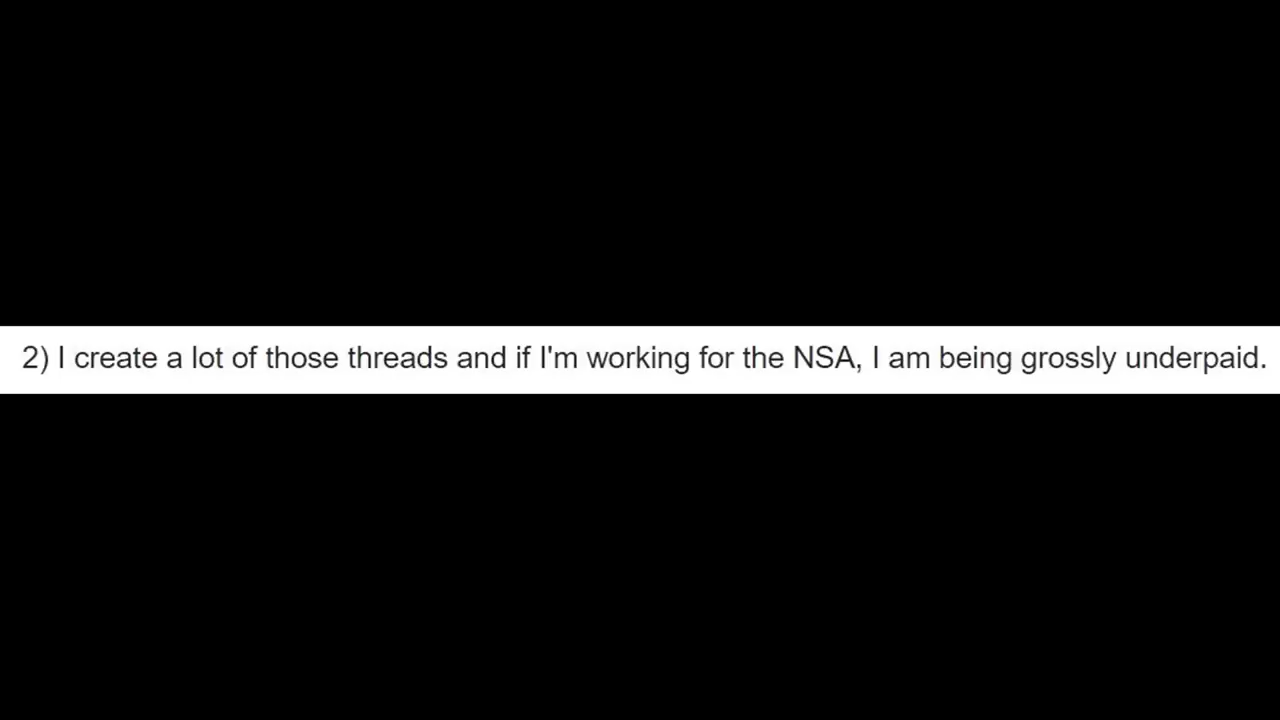 2) I create a lot of those threads and if I'm working for the NSA, I am being grossly underpaid.